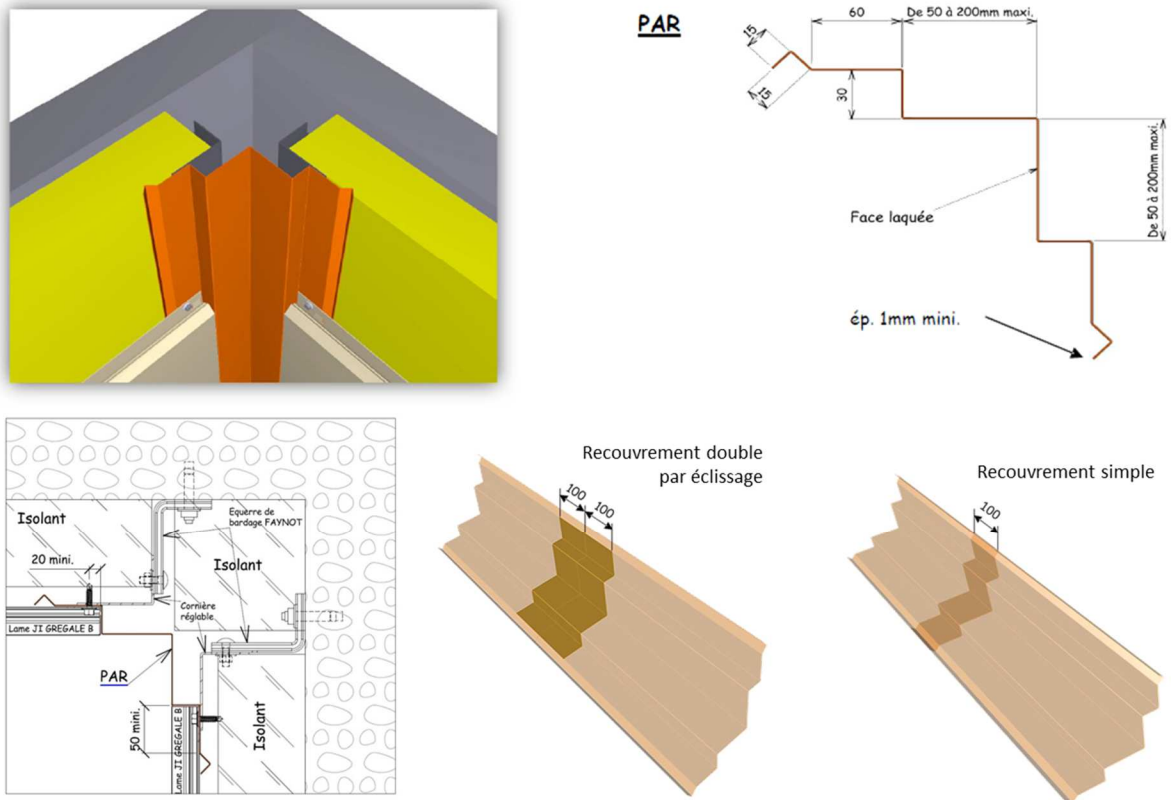 PAR
60
De 50 à 200mm maxi.
15
15
30
De 50 à 200mm maxi.
Face laquée
ép. 1mm mini.
Isolant
Equerre de
bardage FAYNOT
20 mini.
Isolant
Cornière
réglable
Lame JI GREGALE B
PAR
50 mini.
Lame JI GREGALE B
Isolant
Recouvrement double
par éclissage
100
100
Recouvrement simple
100